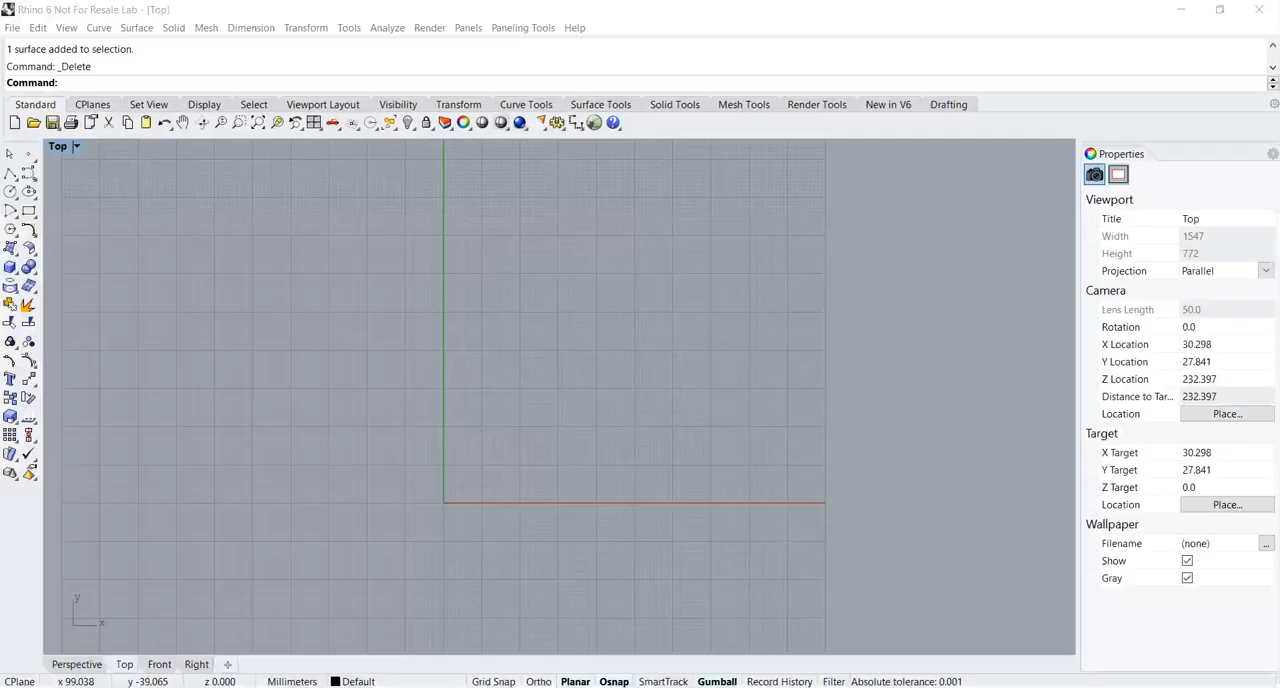 Rhino 6 Not For Resale Lab - [Top]
File Edit View Curve Surface Solid Mesh Dimension Transform Tools Analyze Render Panels Paneling Tools Help
1 surface added to selection.
Command: _Delete
Command:
Standard CPlanes Set View Display Select Viewport Layout Visibility Transform Curve Tools Surface Tools Solid Tools Mesh Tools Render Tools New in V6 Drafting
Top
Properties
Viewport
Title Top
Width 1547
Height 772
Projection Parallel
Camera
Lens Length 50.0
Rotation 0.0
X Location 30.298
Y Location 27.841
Z Location 232.397
Distance to Tar... 232.397
Location Place...
Target
X Target 30.298
Y Target 27.841
Z Target 0.0
Location Place...
Wallpaper
Filename (none) ...
Show
Gray
y
x
Perspective Top Front Right
CPlane x 99.038 y -39.065 z 0.000 Millimeters Default Grid Snap Ortho Planar Osnap SmartTrack Gumball Record History Filter Absolute tolerance: 0.001